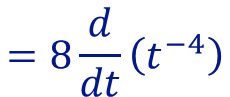 = 8 d/dt (t⁻⁴)